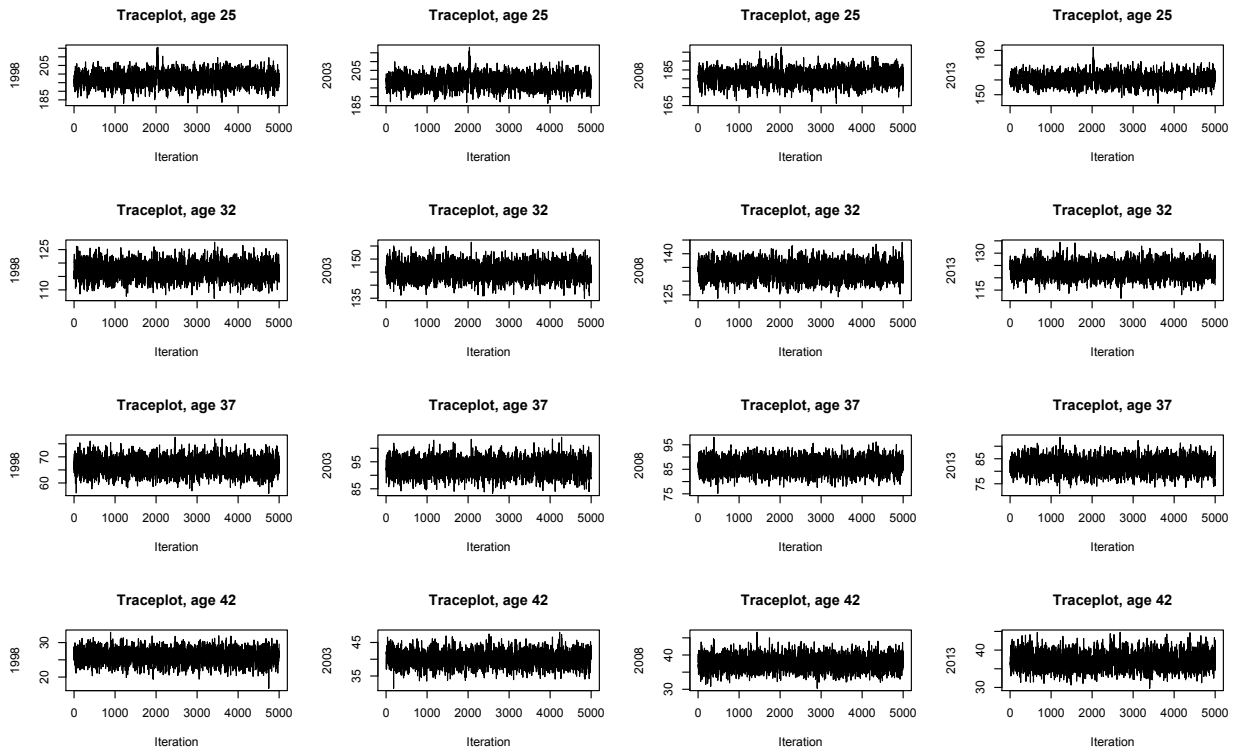 Traceplot, age 25 Traceplot, age 25 Traceplot, age 25 Traceplot, age 25
1998 185 205
2003 185 195 205
2008 165 185
2013 150 180
0 1000 2000 3000 4000 5000 0 1000 2000 3000 4000 5000 0 1000 2000 3000 4000 5000 0 1000 2000 3000 4000 5000
Iteration Iteration Iteration Iteration
Traceplot, age 32 Traceplot, age 32 Traceplot, age 32 Traceplot, age 32
1998 110 125
2003 135 150
2008 125 140
2013 115 130
0 1000 2000 3000 4000 5000 0 1000 2000 3000 4000 5000 0 1000 2000 3000 4000 5000 0 1000 2000 3000 4000 5000
Iteration Iteration Iteration Iteration
Traceplot, age 37 Traceplot, age 37 Traceplot, age 37 Traceplot, age 37
1998 60 70
2003 85 95
2008 75 85 95
2013 75 85
0 1000 2000 3000 4000 5000 0 1000 2000 3000 4000 5000 0 1000 2000 3000 4000 5000 0 1000 2000 3000 4000 5000
Iteration Iteration Iteration Iteration
Traceplot, age 42 Traceplot, age 42 Traceplot, age 42 Traceplot, age 42
1998 20 30
2003 35 45
2008 30 40
2013 30 40
0 1000 2000 3000 4000 5000 0 1000 2000 3000 4000 5000 0 1000 2000 3000 4000 5000 0 1000 2000 3000 4000 5000
Iteration Iteration Iteration Iteration